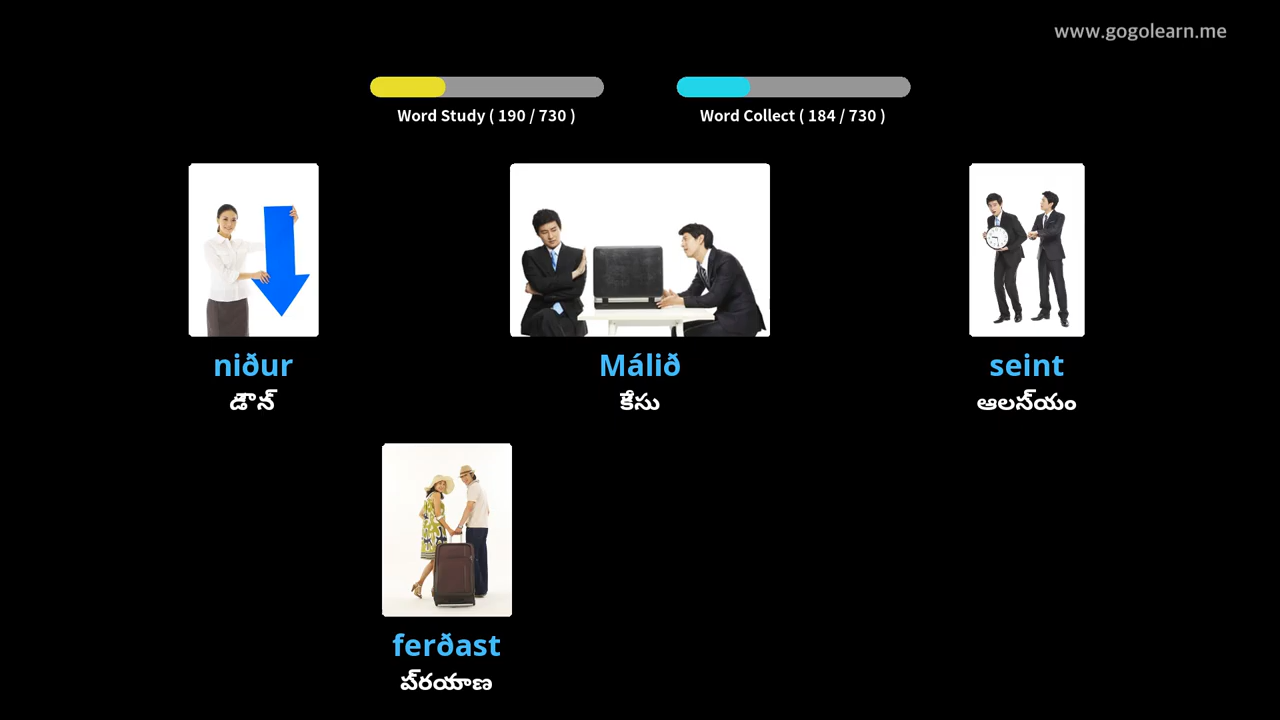 www.gogolearn.me
Word Study ( 190 / 730 )
Word Collect ( 184 / 730 )
niður
డౌన్
Málið
కేసు
seint
ఆలస్యం
ferðast
ప్రయాణ